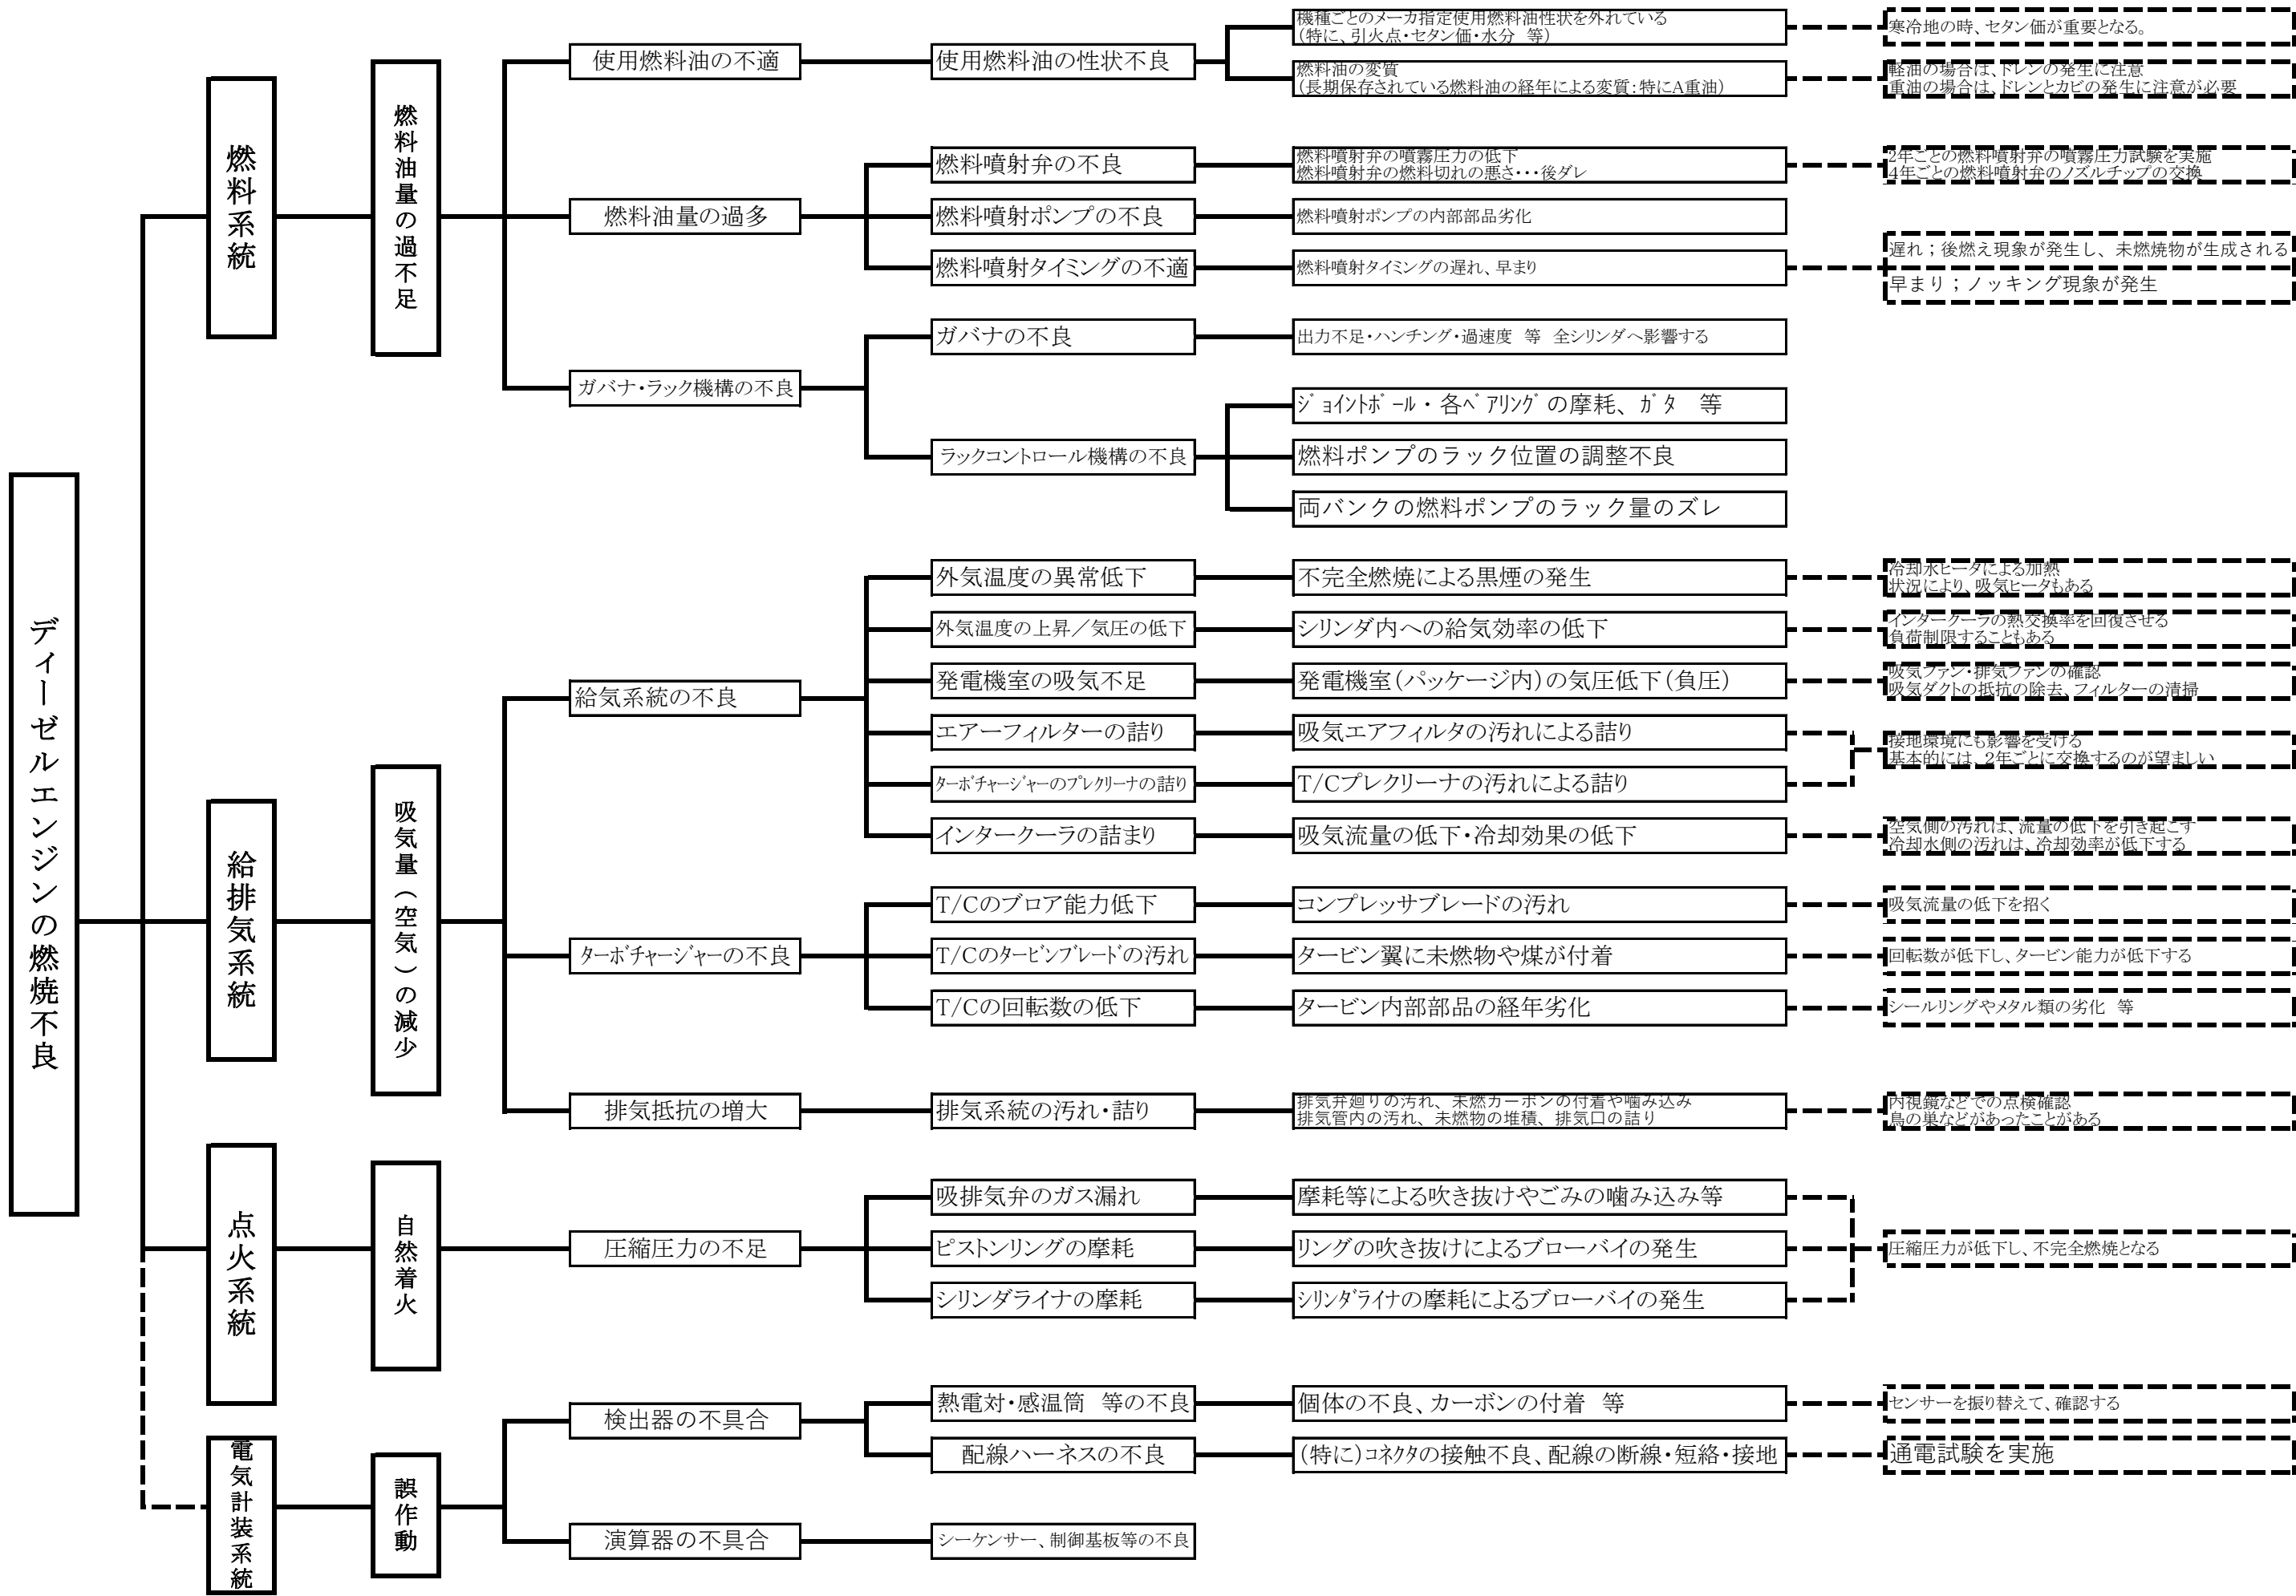 ディーゼルエンジンの燃焼不良
燃料系統
燃料油量の過不足
使用燃料油の不適
使用燃料油の性状不良
機種ごとのメーカ指定使用燃料油性状を外れている
(特に、引火点・セタン価・水分 等)
寒冷地の時、セタン価が重要となる。
燃料油の変質
(長期保存されている燃料油の経年による変質:特にA重油)
軽油の場合は、ドレンの発生に注意
重油の場合は、ドレンとカビの発生に注意が必要
燃料油量の過多
燃料噴射弁の不良
燃料噴射弁の噴霧圧力の低下
燃料噴射弁の燃料切れの悪さ・・・後ダレ
2年ごとの燃料噴射弁の噴霧圧力試験を実施
4年ごとの燃料噴射弁のノズルチップの交換
燃料噴射ポンプの不良
燃料噴射ポンプの内部部品劣化
燃料噴射タイミングの不適
燃料噴射タイミングの遅れ、早まり
遅れ;後燃え現象が発生し、未燃焼物が生成される
早まり;ノッキング現象が発生
ガバナ・ラック機構の不良
ガバナの不良
出力不足・ハンチング・過速度 等 全シリンダへ影響する
ラックコントロール機構の不良
ジョイントボール・各ベアリングの摩耗、ガタ 等
燃料ポンプのラック位置の調整不良
両バンクの燃料ポンプのラック量のズレ
給排気系統
吸気量(空気)の減少
給気系統の不良
外気温度の異常低下
不完全燃焼による黒煙の発生
冷却水ヒータによる加熱
状況により、吸気ヒータもある
外気温度の上昇/気圧の低下
シリンダ内への給気効率の低下
インタークーラの熱交換率を回復させる
負荷制限することもある
発電機室の吸気不足
発電機室(パッケージ内)の気圧低下(負圧)
吸気ファン・排気ファンの確認
吸気ダクトの抵抗の除去、フィルターの清掃
エアーフィルターの詰り
吸気エアフィルタの汚れによる詰り
接地環境にも影響を受ける
基本的には、2年ごとに交換するのが望ましい
ターボチャージャーのプレクリーナの詰り
T/Cプレクリーナの汚れによる詰り
インタークーラの詰まり
吸気流量の低下・冷却効果の低下
空気側の汚れは、流量の低下を引き起こす
冷却水側の汚れは、冷却効率が低下する
ターボチャージャーの不良
T/Cのブロア能力低下
コンプレッサブレードの汚れ
吸気流量の低下を招く
T/Cのタービンブレードの汚れ
タービン翼に未燃物や煤が付着
回転数が低下し、タービン能力が低下する
T/Cの回転数の低下
タービン内部部品の経年劣化
シールリングやメタル類の劣化 等
排気抵抗の増大
排気系統の汚れ・詰り
排気弁廻りの汚れ、未燃カーボンの付着や噛み込み
排気管内の汚れ、未燃物の堆積、排気口の詰り
内視鏡などでの点検確認
鳥の巣などがあったことがある
点火系統
自然着火
圧縮圧力の不足
吸排気弁のガス漏れ
摩耗等による吹き抜けやごみの噛み込み等
ピストンリングの摩耗
リングの吹き抜けによるブローバイの発生
圧縮圧力が低下し、不完全燃焼となる
シリンダライナの摩耗
シリンダライナの摩耗によるブローバイの発生
電気計装系統
誤作動
検出器の不具合
熱電対・感温筒 等の不良
個体の不良、カーボンの付着 等
センサーを振り替えて、確認する
配線ハーネスの不良
(特に)コネクタの接触不良、配線の断線・短絡・接地
通電試験を実施
演算器の不具合
シーケンサー、制御基板等の不良